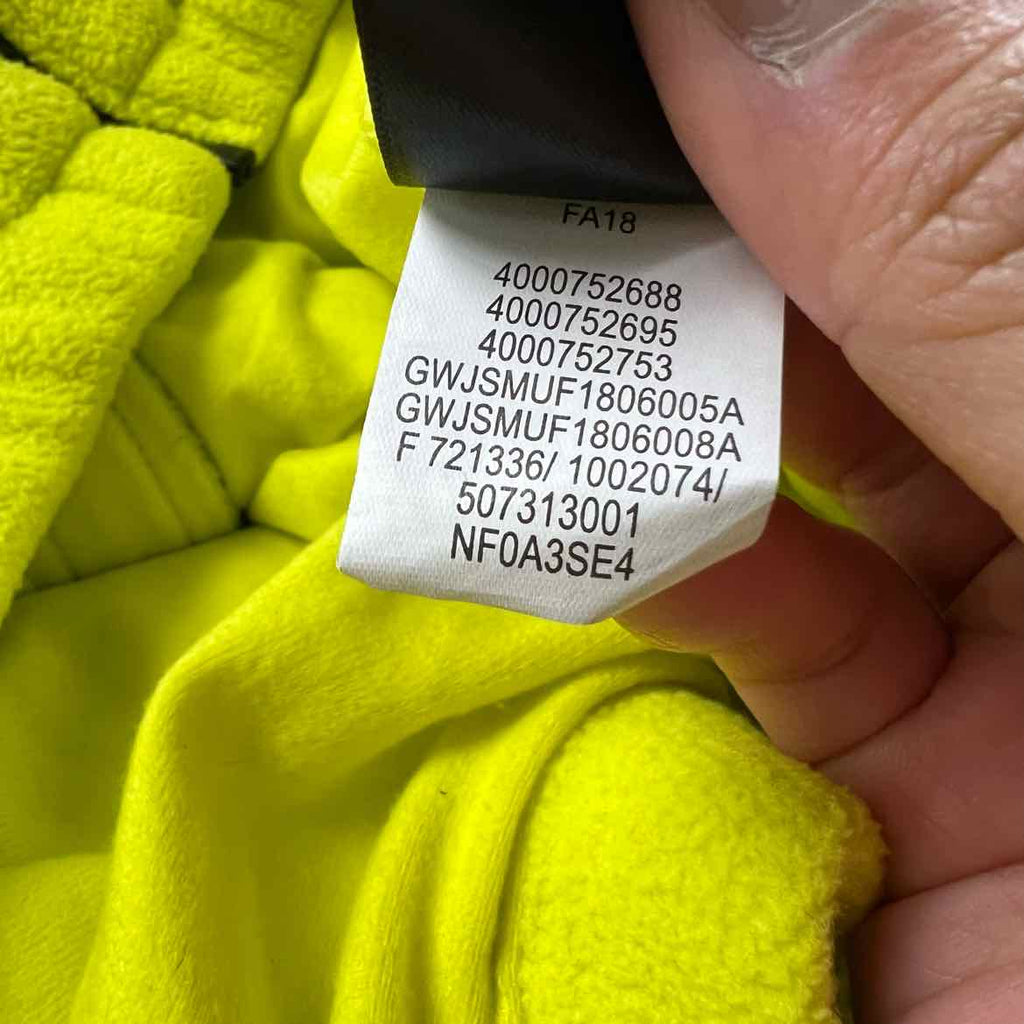 FA18
4000752688
4000752695
4000752753
GWJSMUF1806005A
GWJSMUF1806008A
F 721336/ 1002074/
507313001
NF0A3SE4